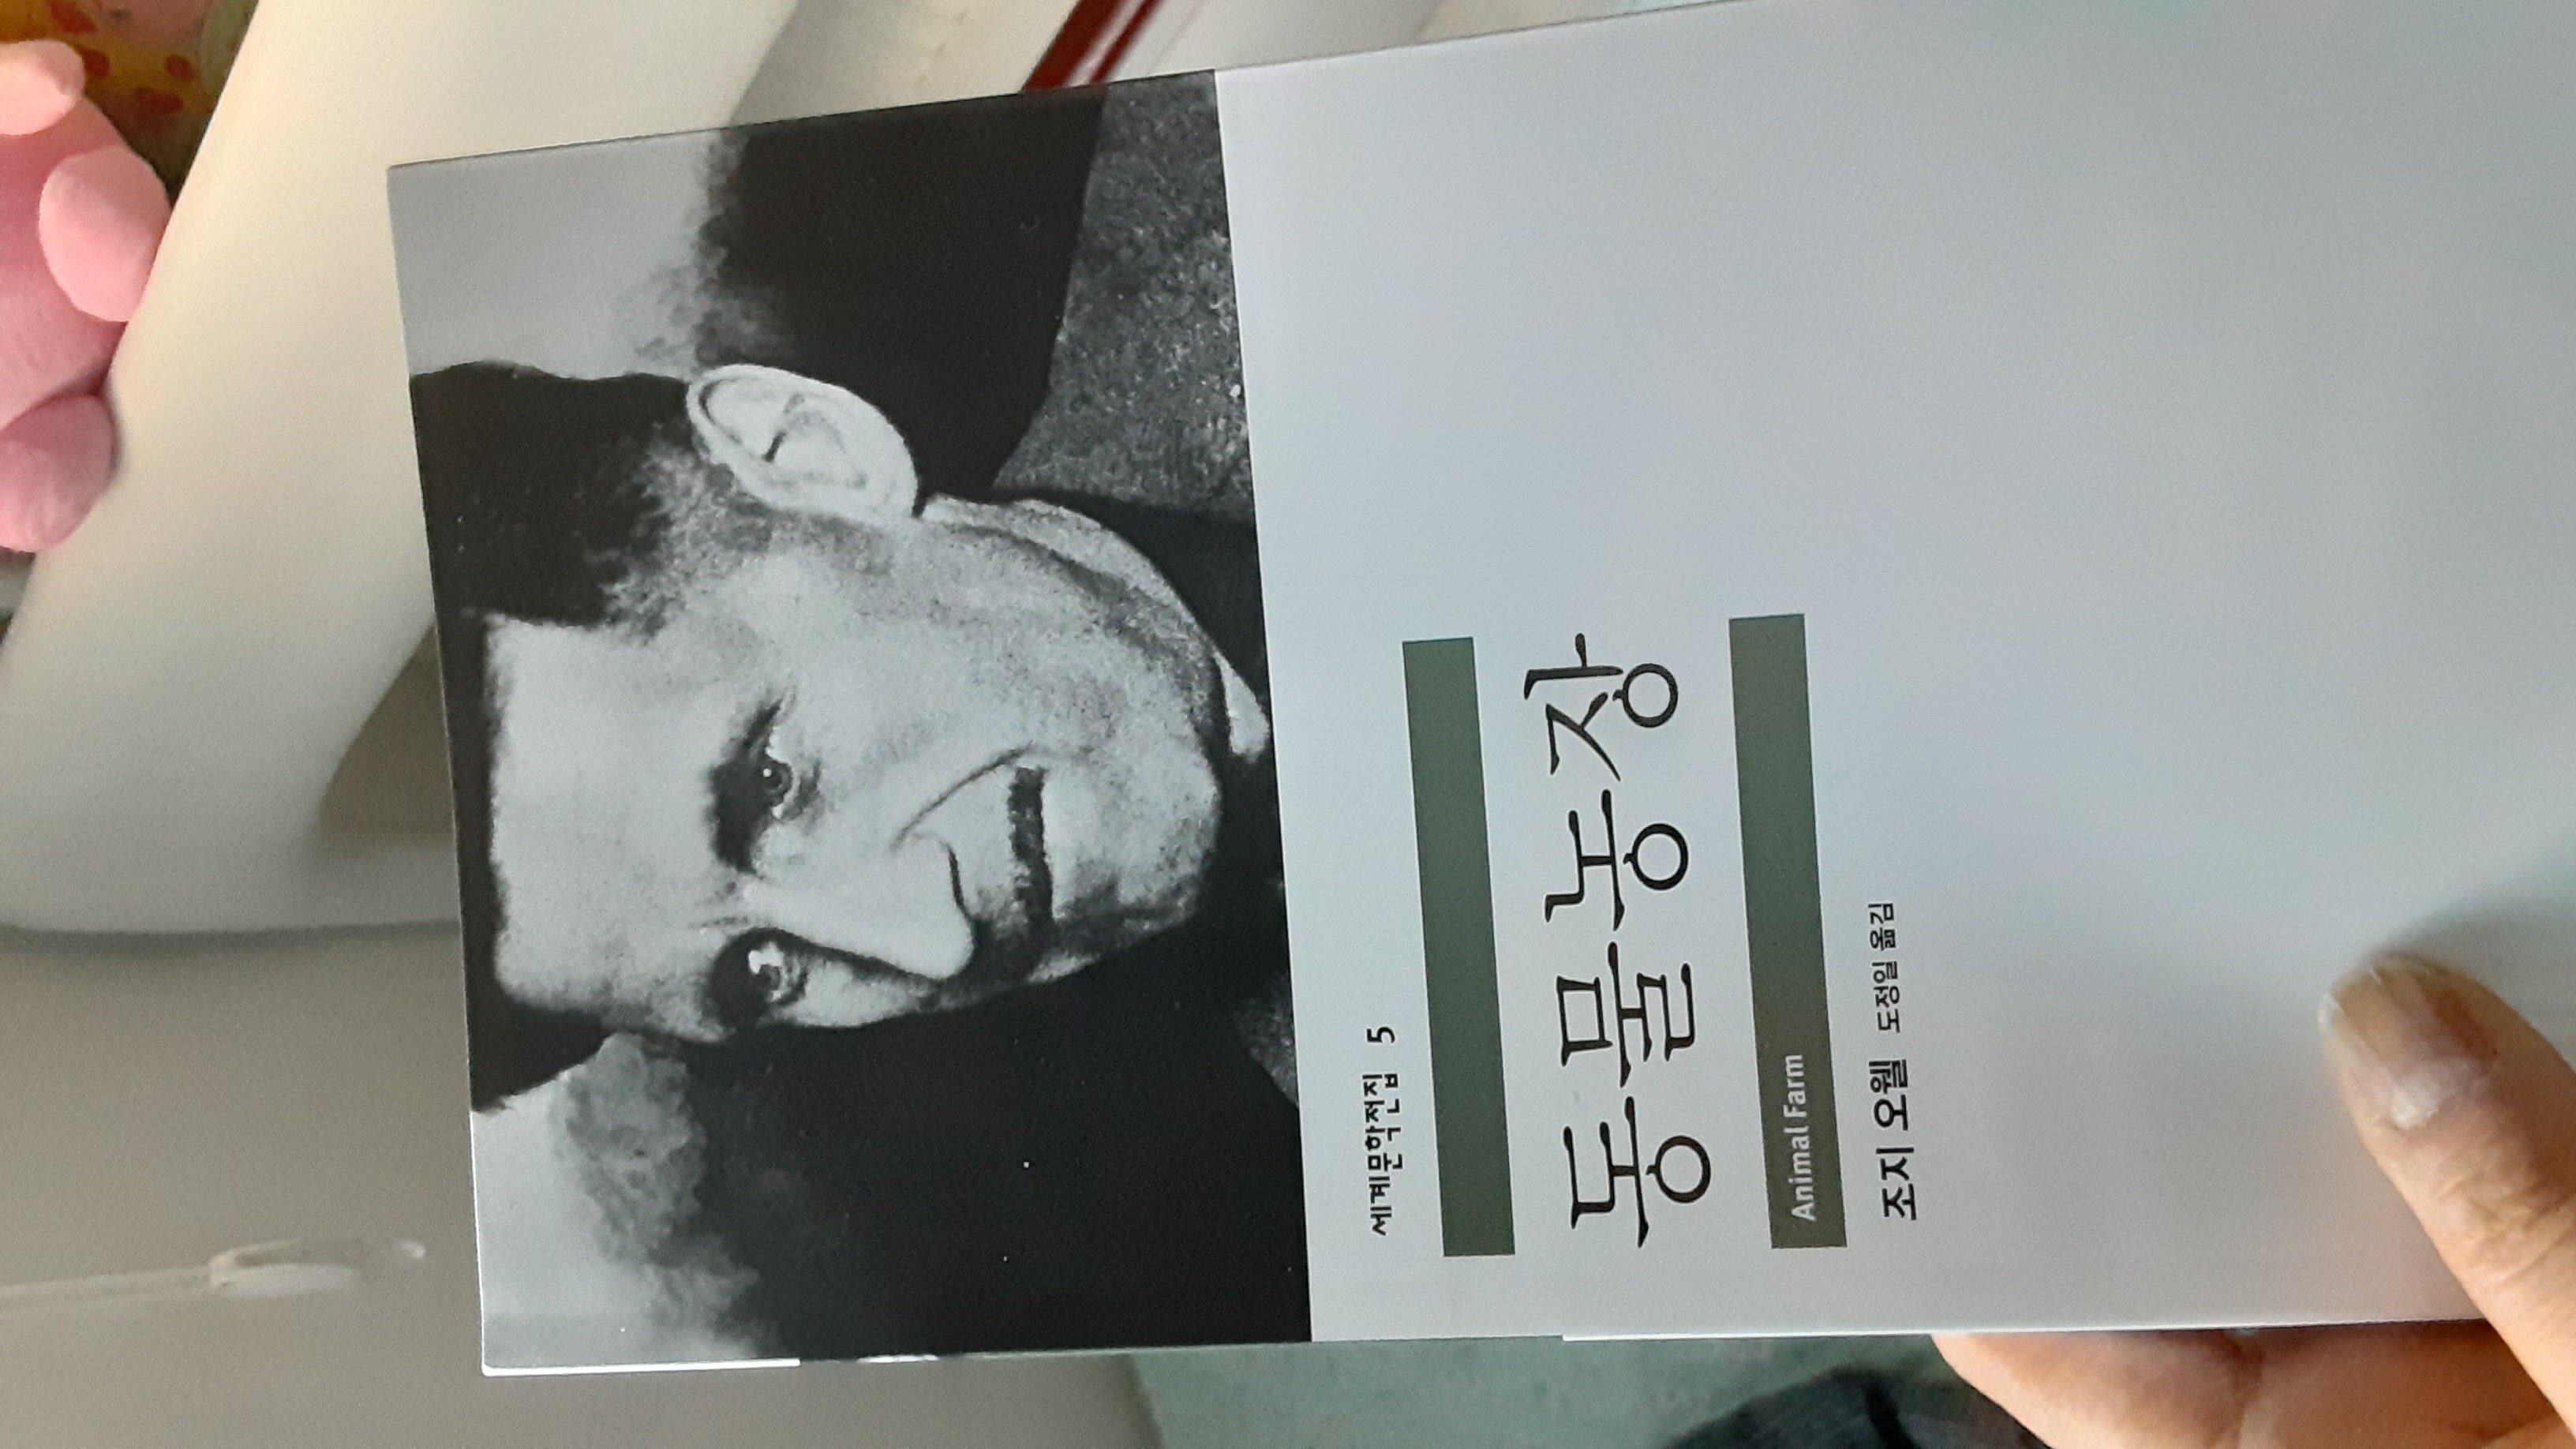 세계문학전집 5
동물농장
Animal Farm
조지 오웰 도정일 옮김